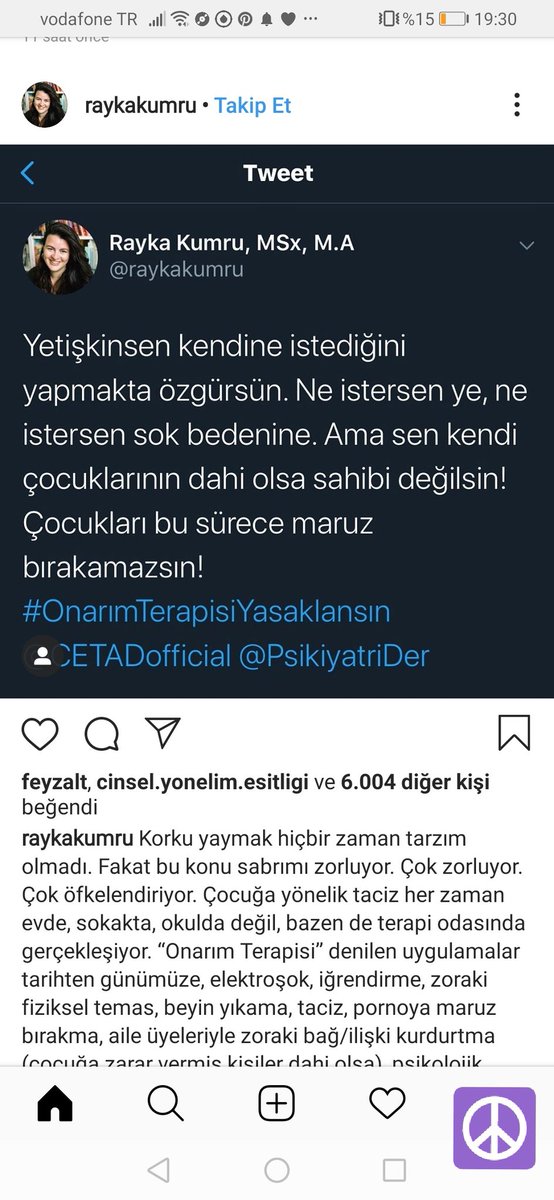 vodafone TR %15 19:30
11 saat önce
raykakumru • Takip Et
Tweet
Rayka Kumru, MSx, M.A
@raykakumru
Yetişkinsen kendine istediğini
yapmakta özgürsün. Ne istersen ye, ne
istersen sok bedenine. Ama sen kendi
çocuklarının dahi olsa sahibi değilsin!
Çocukları bu sürece maruz
bırakamazsın!
#OnarımTerapisiYasaklansın
CETADofficial @PsikiyatriDer
feyzalt, cinsel.yonelim.esitligi ve 6.004 diğer kişi
beğendi
raykakumru Korku yaymak hiçbir zaman tarzım
olmadı. Fakat bu konu sabrımı zorluyor. Çok zorluyor.
Çok öfkelendiriyor. Çocuğa yönelik taciz her zaman
evde, sokakta, okulda değil, bazen de terapi odasında
gerçekleşiyor. “Onarım Terapisi” denilen uygulamalar
tarihten günümüze, elektroşok, iğrendirme, zoraki
fiziksel temas, beyin yıkama, taciz, pornoya maruz
bırakma, aile üyeleriyle zoraki bağ/ilişki kurdurtma
(çocuğa zarar vermiş kişiler dahi olsa), psikolojik